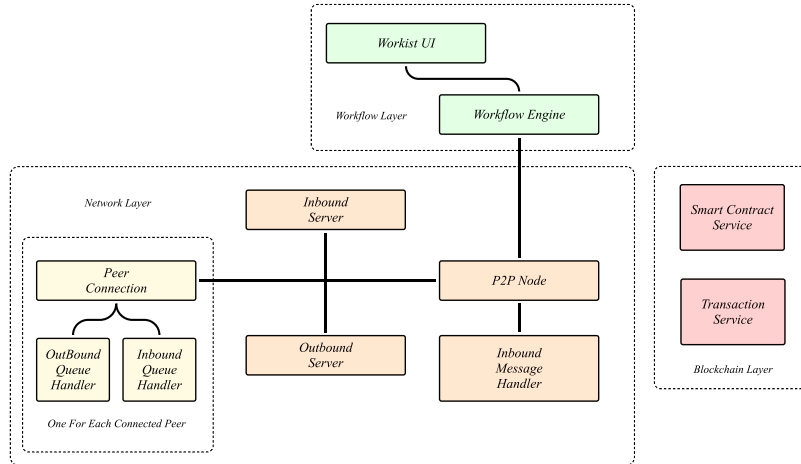 Workist UI
Workflow Layer
Workflow Engine
Network Layer
Inbound
Server
Smart Contract
Service
Peer
Connection
P2P Node
Transaction
Service
OutBound
Queue
Handler
Inbound
Queue
Handler
Outbound
Server
Inbound
Message
Handler
Blockchain Layer
One For Each Connected Peer